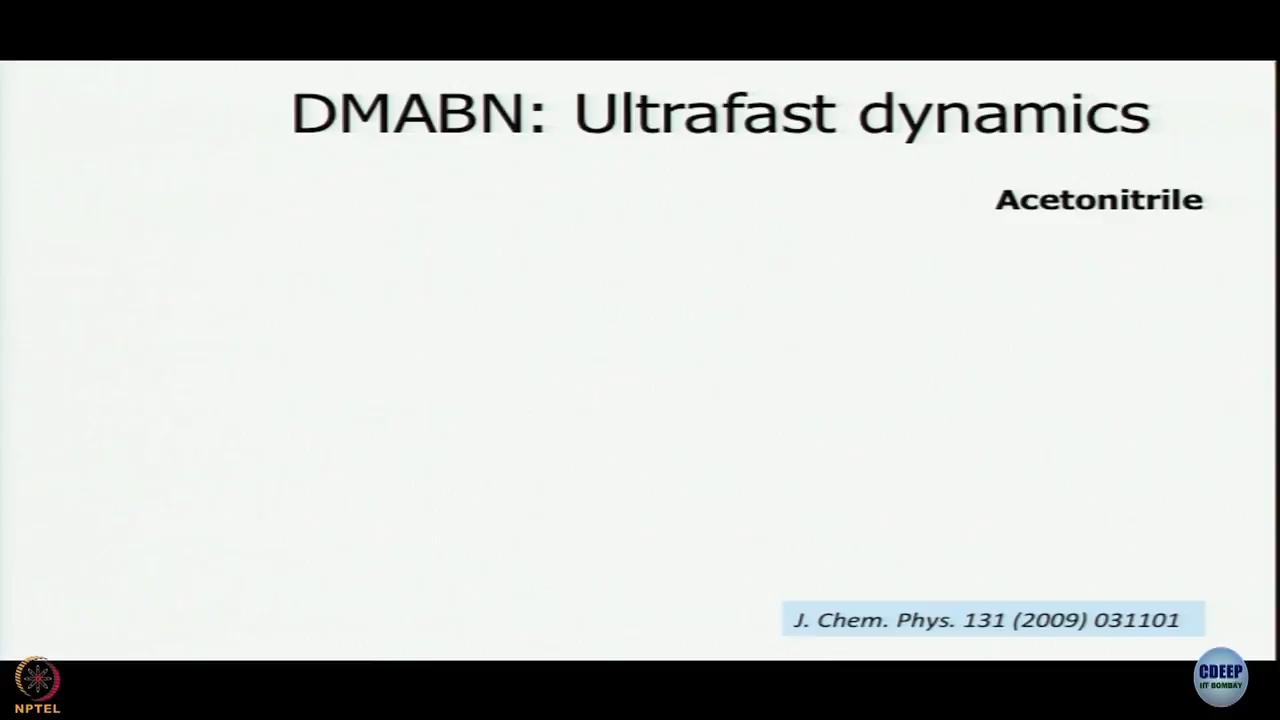 DMABN: Ultrafast dynamics
Acetonitrile
J. Chem. Phys. 131 (2009) 031101
NPTEL
CDEEP
IIT BOMBAY